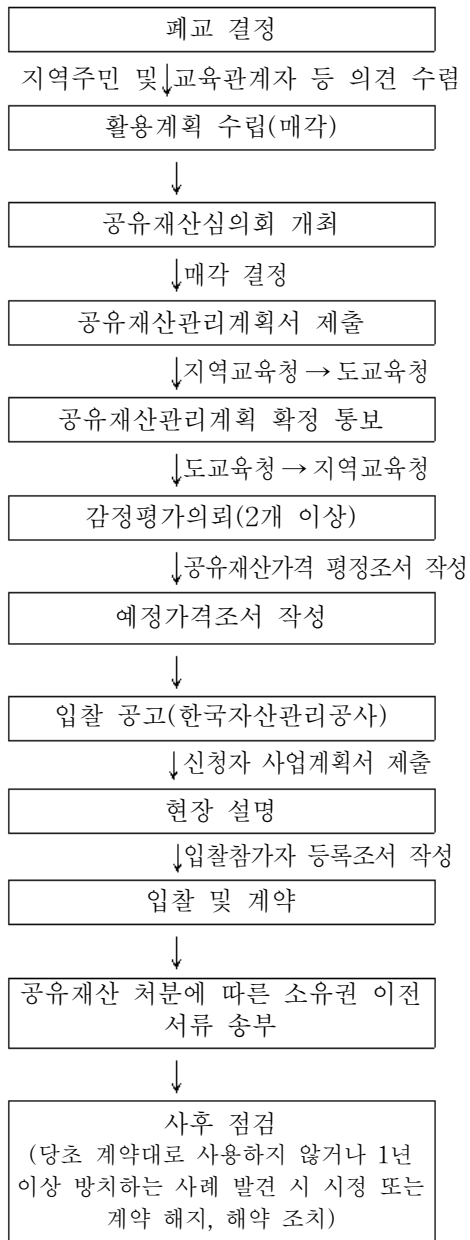 폐교 결정
지역주민 및↓교육관계자 등 의견 수렴
활용계획 수립(매각)
↓
공유재산심의회 개최
↓매각 결정
공유재산관리계획서 제출
↓지역교육청→도교육청
공유재산관리계획 확정 통보
↓도교육청→지역교육청
감정평가의뢰(2개 이상)
↓공유재산가격 평정조서 작성
예정가격조서 작성
↓
입찰 공고(한국자산관리공사)
↓신청자 사업계획서 제출
현장 설명
↓입찰참가자 등록조서 작성
입찰 및 계약
↓
공유재산 처분에 따른 소유권 이전
서류 송부
↓
사후 점검
(당초 계약대로 사용하지 않거나 1년
이상 방치하는 사례 발견 시 시정 또는
계약 해지, 해약 조치)